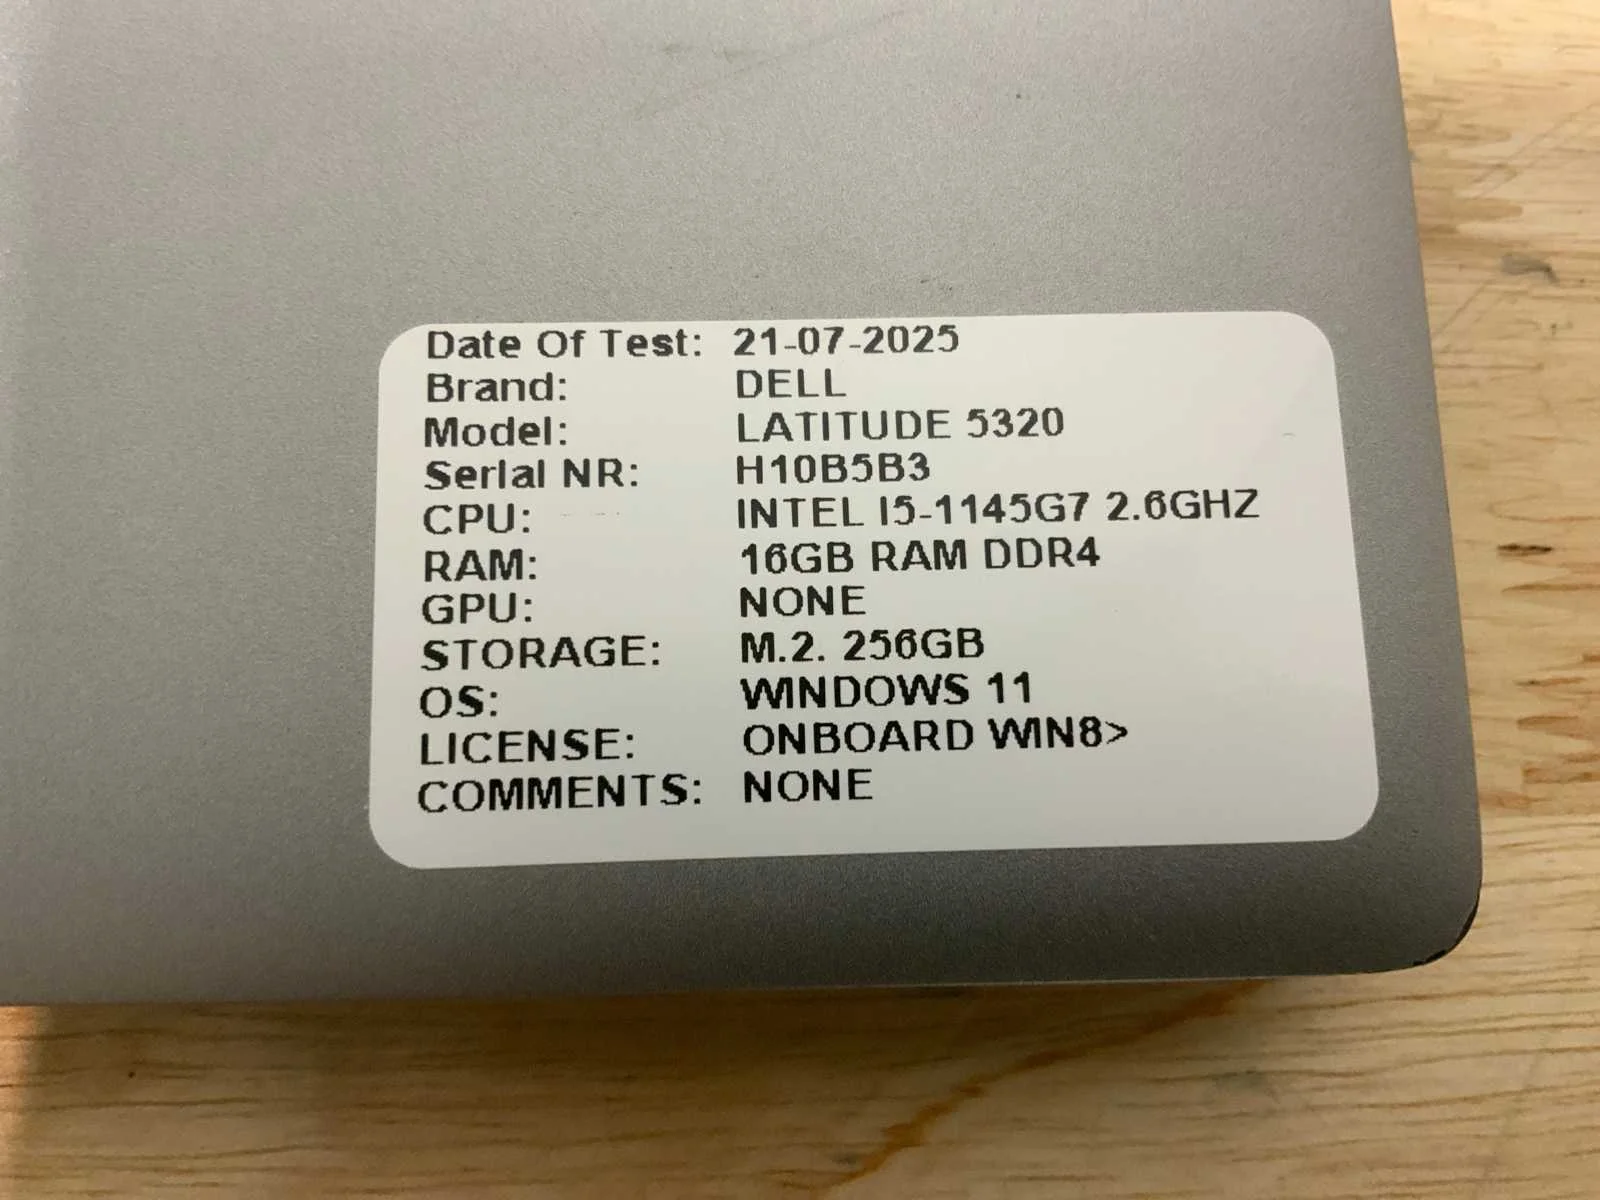 Date Of Test: 21-07-2025
Brand: DELL
Model: LATITUDE 5320
Serial NR: H10B5B3
CPU: INTEL I5-1145G7 2.6GHZ
RAM: 16GB RAM DDR4
GPU: NONE
STORAGE: M.2. 256GB
OS: WINDOWS 11
LICENSE: ONBOARD WIN8>
COMMENTS: NONE